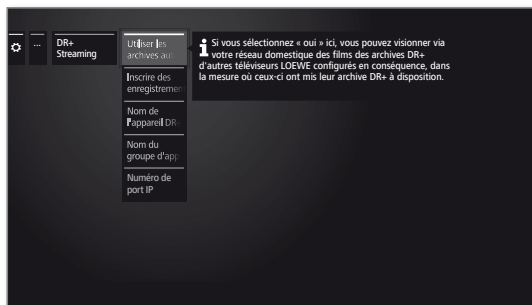 ...
DR+
Streaming
Utiliser les
archives aut
Inscrire des
enregistremen
Nom de
l'appareil DR+
Nom du
groupe d'app
Numéro de
port IP
Si vous sélectionnez « oui » ici, vous pouvez visionner via
votre réseau domestique des films des archives DR+
d'autres téléviseurs LOEWE configurés en conséquence, dans
la mesure où ceux-ci ont mis leur archive DR+ à disposition.